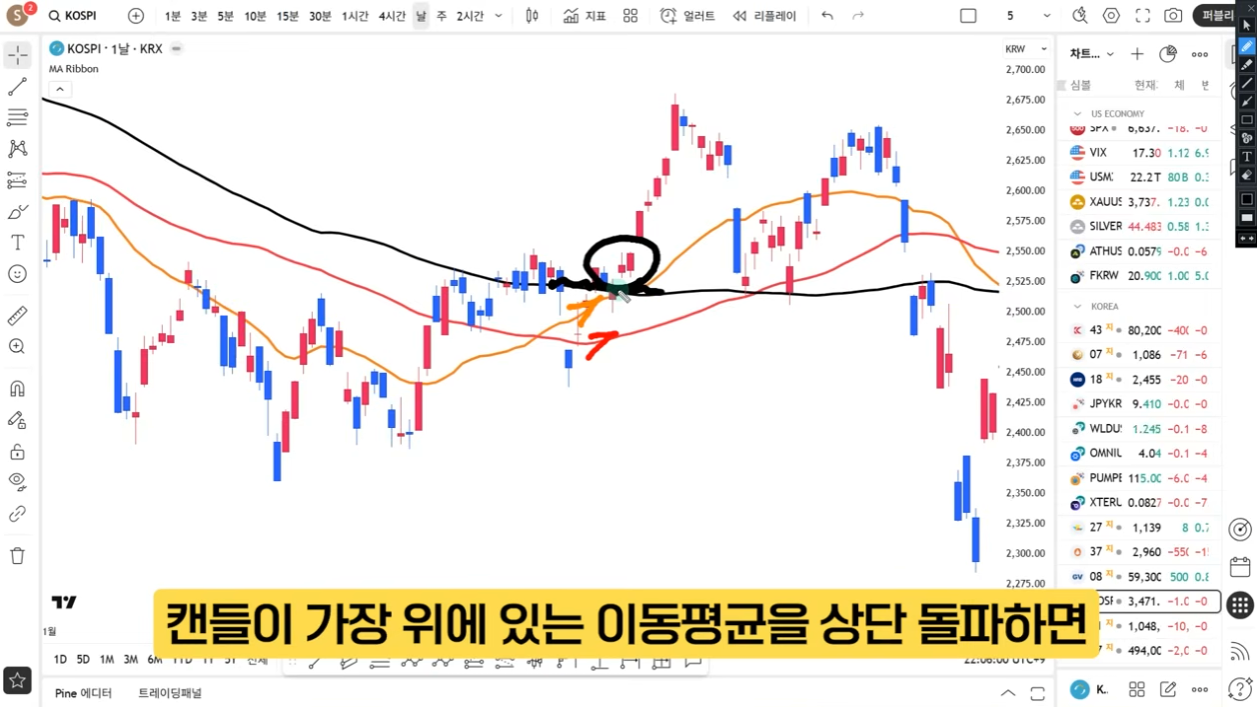 S 2 KOSPI 1분 3분 5분 10분 15분 30분 1시간 4시간 날 주 2시간 지표 얼러트 리플레이 5 퍼블리
KOSPI · 1날 · KRX
MA Ribbon
KRW
2,700.00
2,675.00
2,650.00
2,625.00
2,600.00
2,575.00
2,550.00
2,525.00
2,500.00
2,475.00
2,450.00
2,425.00
2,400.00
2,375.00
2,350.00
2,325.00
2,300.00
2,275.00
차트...
심볼 현재: 체
US ECONOMY
SPX 6,637. -18. -0
VIX 17.30 1.12 6.9
USM: 22.2T 80B 0.3
XAUUS 3,737. 1.23 0.0
SILVER 44.483 0.58 1.3
ATHUS 0.0579 -0.0 -6
FKRW 20.900 1.00 5.0
KOREA
43 지 80,200 -400 -0
07 지 1,086 -71 -6
18 지 2,455 -20 -0
JPYKR 9.410 -0.0 -0
WLDUS 1.245 -0.1 -8
OMNIU 4.04 -0.1 -4
PUMPE 115.00 -6.0 -4
XTERU 0.0827 -0.0 -7
27 지 1,139 8 0.7
37 지 2,960 -550
GV 08 지 59,300 500 0.8
3,471. -1.0 -0
1,048, -10, -0
494,00 -2,0 -0
캔들이 가장 위에 있는 이동평균을 상단 돌파하면
1월
1D 5D 1M 3M 6M YTD 1Y 5Y 전체
22:06:00 UTC+9
Pine 에디터 트레이딩패널
K..